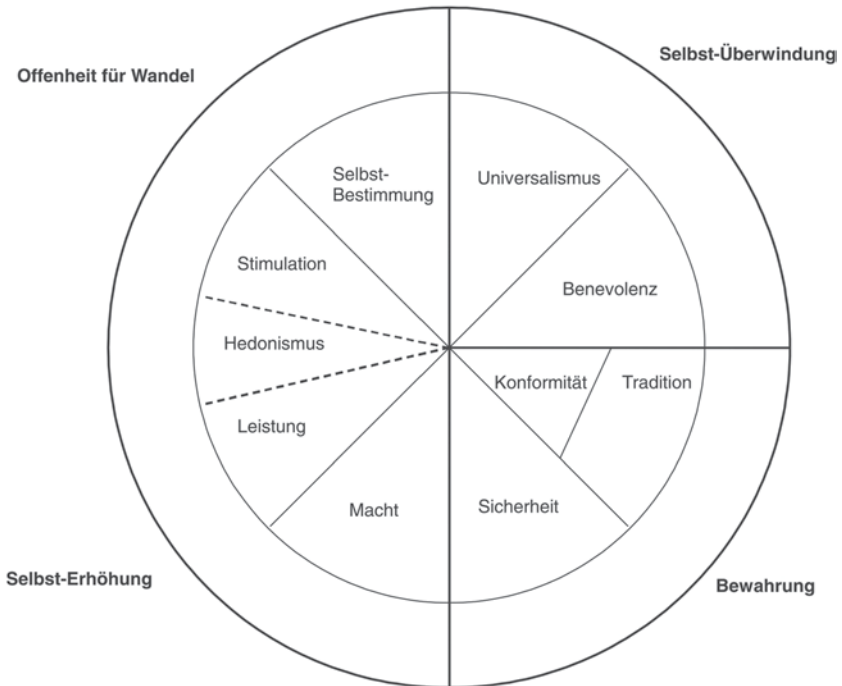 Selbst-Überwindung
Offenheit für Wandel
Selbst-
Bestimmung
Universalismus
Stimulation
Benevolenz
Hedonismus
Konformität
Tradition
Leistung
Macht
Sicherheit
Selbst-Erhöhung
Bewahrung